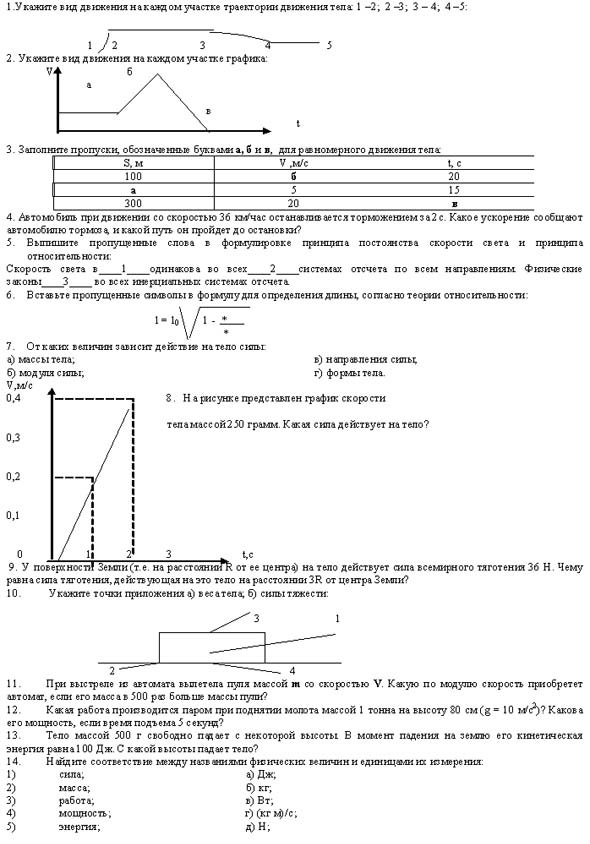 1.Укажите вид движения на каждом участке траектории движения тела: 1 –2; 2 –3; 3 – 4; 4 –5:
1 2 3 4 5
2. Укажите вид движения на каждом участке графика:
V б
а
в
t
3. Заполните пропуски, обозначенные буквами а, б и в, для равномерного движения тела:
S, м V ,м/с t, с
100 б 20
а 5 15
300 20 в
4. Автомобиль при движении со скоростью 36 км/час останавливается торможением за 2 с. Какое ускорение сообщают
автомобилю тормоза, и какой путь он пройдет до остановки?
5. Выпишите пропущенные слова в формулировке принципа постоянства скорости света и принципа
относительности:
Скорость света в____1____одинакова во всех____2____системах отсчета по всем направлениям. Физические
законы____3____ во всех инерциальных системах отсчета.
6. Вставьте пропущенные символы в формулу для определения длины, согласно теории относительности:
l = l0 √ 1 - *
*
7. От каких величин зависит действие на тело силы:
а) массы тела; в) направления силы,
б) модуля силы; г) формы тела.
V,м/с
0,4 8. На рисунке представлен график скорости
тела массой 250 грамм. Какая сила действует на тело?
0,3
0,2
0,1
0 1 2 3 t,с
9. У поверхности Земли (т.е. на расстоянии R от ее центра) на тело действует сила всемирного тяготения 36 Н. Чему
равна сила тяготения, действующая на это тело на расстоянии 3R от центра Земли?
10. Укажите точки приложения а) веса тела; б) силы тяжести:
3 1
2 4
11. При выстреле из автомата вылетела пуля массой m со скоростью V. Какую по модулю скорость приобретет
автомат, если его масса в 500 раз больше массы пули?
12. Какая работа производится паром при поднятии молота массой 1 тонна на высоту 80 см (g = 10 м/с²)? Какова
его мощность, если время подъема 5 секунд?
13. Тело массой 500 г свободно падает с некоторой высоты. В момент падения на землю его кинетическая
энергия равна 100 Дж. С какой высоты падает тело?
14. Найдите соответствие между названиями физических величин и единицами их измерения:
1) сила; а) Дж;
2) масса; б) кг;
3) работа; в) Вт;
4) мощность; г) (кг м)/с;
5) энергия; д) Н;